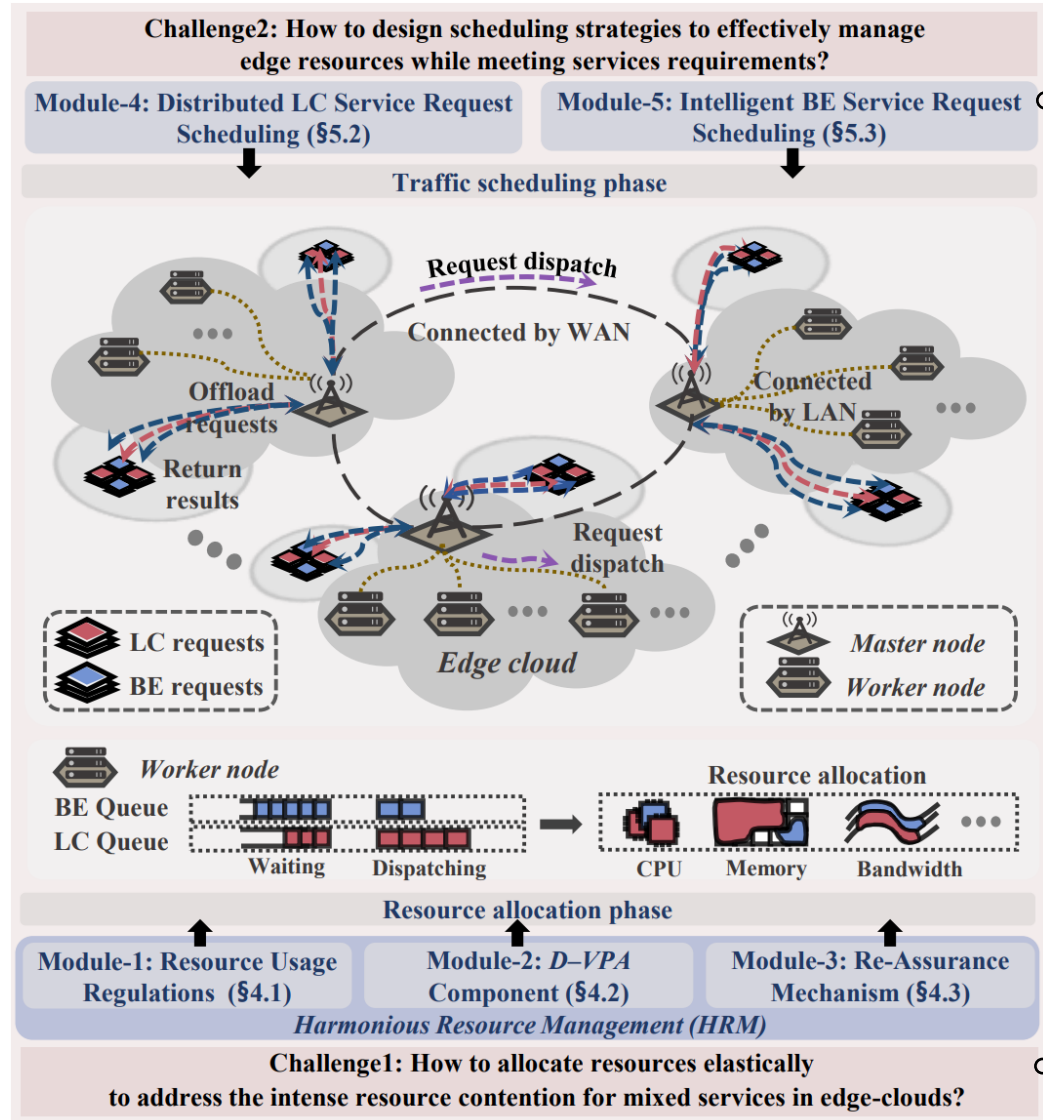 Challenge2: How to design scheduling strategies to effectively manage
edge resources while meeting services requirements?
Module-4: Distributed LC Service Request
Scheduling (§5.2)
Module-5: Intelligent BE Service Request
Scheduling (§5.3)
Traffic scheduling phase
Request dispatch
Connected by WAN
Offload
requests
Return
results
Connected
by LAN
Request
dispatch
Edge cloud
LC requests
BE requests
Master node
Worker node
Worker node
BE Queue
LC Queue
Waiting
Dispatching
Resource allocation
CPU
Memory
Bandwidth
Resource allocation phase
Module-1: Resource Usage
Regulations (§4.1)
Module-2: D–VPA
Component (§4.2)
Module-3: Re-Assurance
Mechanism (§4.3)
Harmonious Resource Management (HRM)
Challenge1: How to allocate resources elastically
to address the intense resource contention for mixed services in edge-clouds?